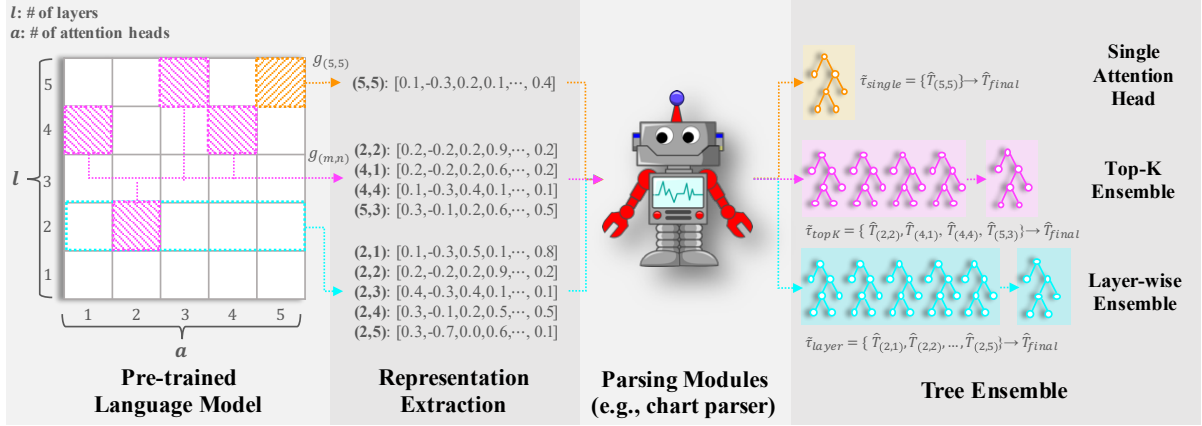 l: # of layers
a: # of attention heads
g(5,5)
5
4
g(m,n)
l
3
2
1
1 2 3 4 5
a
Pre-trained
Language Model
(5,5): [0.1,-0.3,0.2,0.1,⋯, 0.4]
(2,2): [0.2,-0.2,0.2,0.9,⋯, 0.2]
(4,1): [0.2,-0.2,0.2,0.6,⋯, 0.2]
(4,4): [0.1,-0.3,0.4,0.1,⋯, 0.1]
(5,3): [0.3,-0.1,0.2,0.6,⋯, 0.5]
(2,1): [0.1,-0.3,0.5,0.1,⋯, 0.8]
(2,2): [0.2,-0.2,0.2,0.9,⋯, 0.2]
(2,3): [0.4,-0.3,0.4,0.1,⋯, 0.1]
(2,4): [0.3,-0.1,0.2,0.5,⋯, 0.5]
(2,5): [0.3,-0.7,0.0,0.6,⋯, 0.1]
Representation
Extraction
Parsing Modules
(e.g., chart parser)
τ̃single = {T̂(5,5)}→ T̂final
Single
Attention
Head
Top-K
Ensemble
τ̃topK = { T̂(2,2), T̂(4,1), T̂(4,4), T̂(5,3)}→ T̂final
Layer-wise
Ensemble
τ̃layer = { T̂(2,1), T̂(2,2), ..., T̂(2,5)}→ T̂final
Tree Ensemble